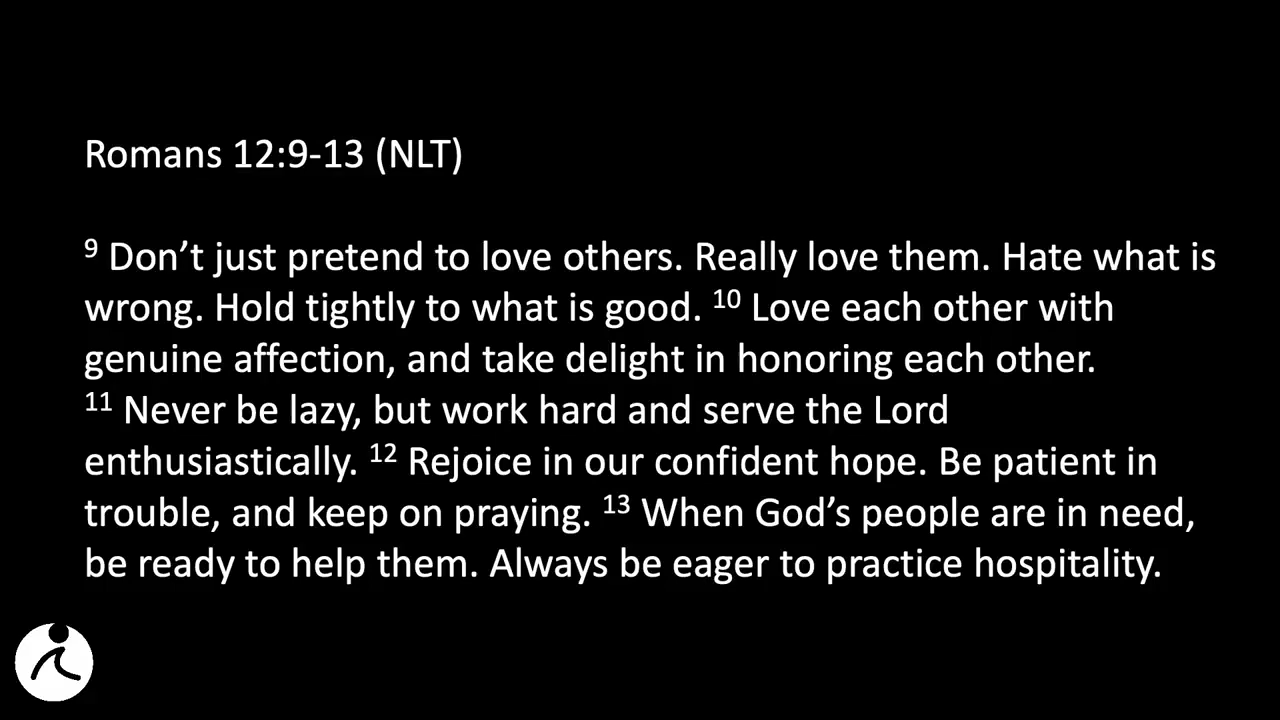 Romans 12:9-13 (NLT)
⁹ Don’t just pretend to love others. Really love them. Hate what is
wrong. Hold tightly to what is good. ¹⁰ Love each other with
genuine affection, and take delight in honoring each other.
¹¹ Never be lazy, but work hard and serve the Lord
enthusiastically. ¹² Rejoice in our confident hope. Be patient in
trouble, and keep on praying. ¹³ When God’s people are in need,
be ready to help them. Always be eager to practice hospitality.